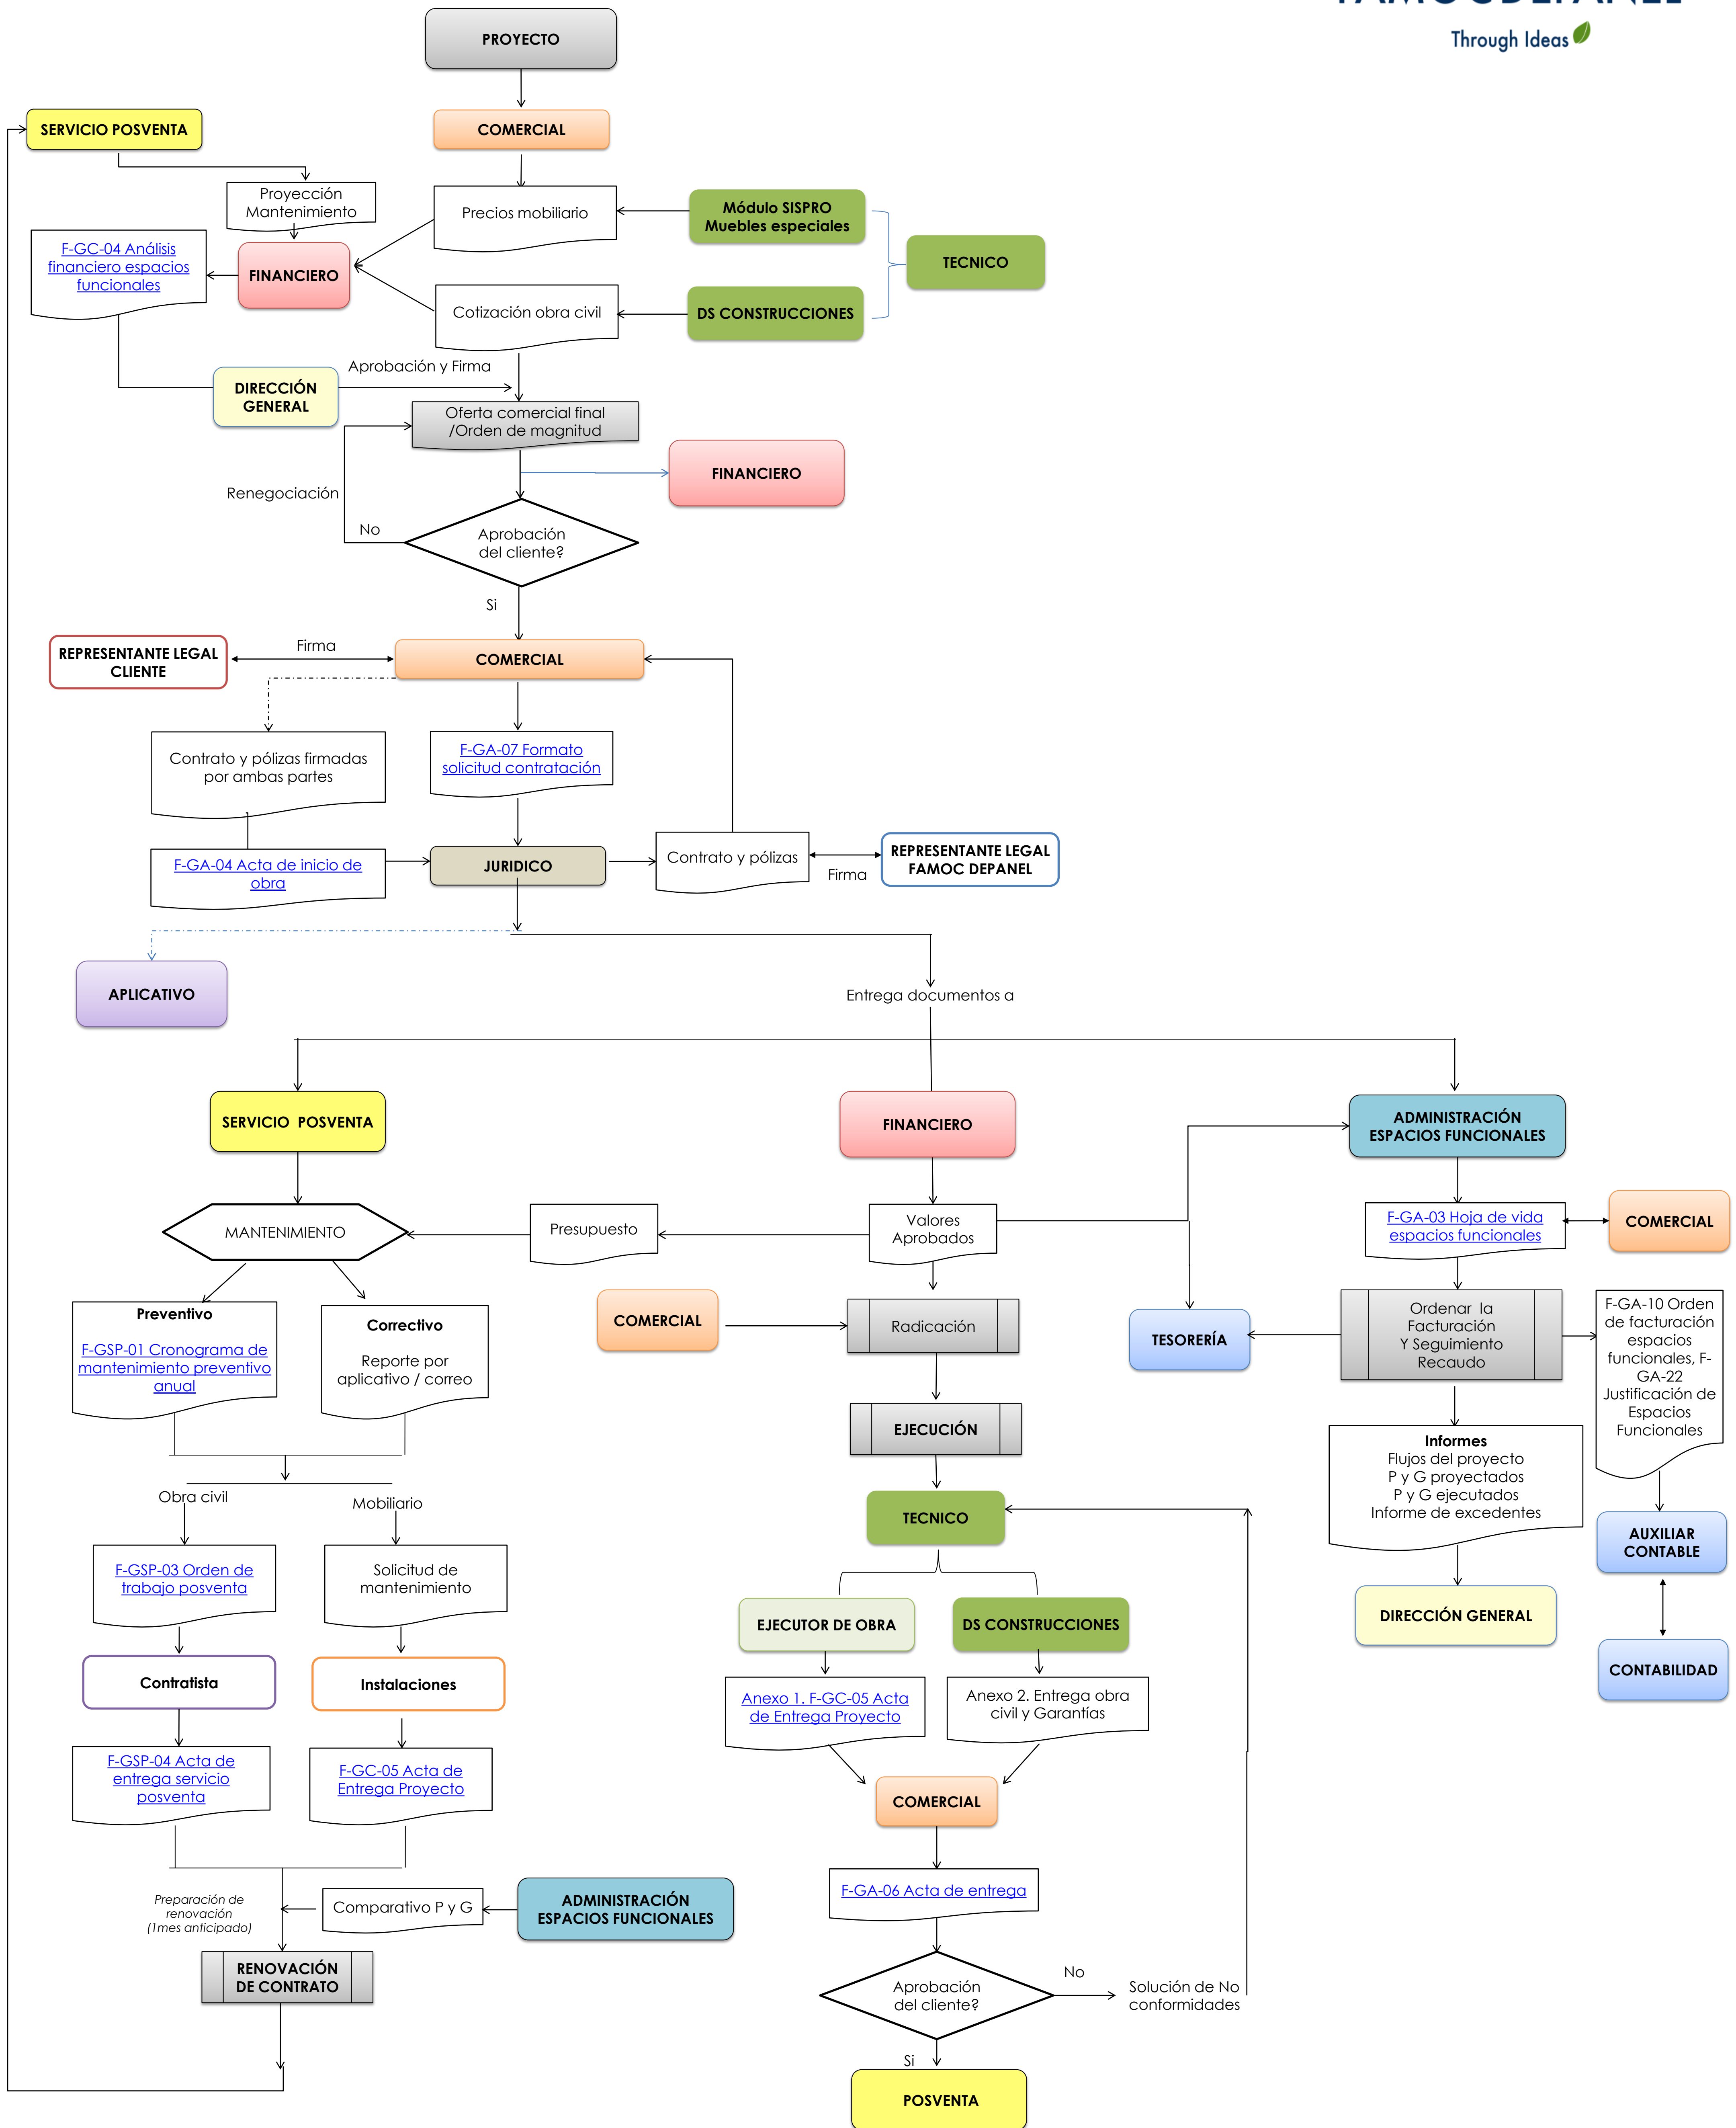 FAMOCDEPANEL
Through Ideas
PROYECTO
SERVICIO POSVENTA
COMERCIAL
Proyección
Mantenimiento
Precios mobiliario
Módulo SISPRO
Muebles especiales
TECNICO
F-GC-04 Análisis
financiero espacios
funcionales
FINANCIERO
Cotización obra civil
DS CONSTRUCCIONES
Aprobación y Firma
DIRECCIÓN
GENERAL
Oferta comercial final
/Orden de magnitud
FINANCIERO
Renegociación
No
Aprobación
del cliente?
Si
REPRESENTANTE LEGAL
CLIENTE
Firma
COMERCIAL
Contrato y pólizas firmadas
por ambas partes
F-GA-07 Formato
solicitud contratación
F-GA-04 Acta de inicio de
obra
JURIDICO
Contrato y pólizas
Firma
REPRESENTANTE LEGAL
FAMOC DEPANEL
APLICATIVO
Entrega documentos a
SERVICIO  POSVENTA
FINANCIERO
ADMINISTRACIÓN
ESPACIOS FUNCIONALES
MANTENIMIENTO
Presupuesto
Valores
Aprobados
F-GA-03 Hoja de vida
espacios funcionales
COMERCIAL
Preventivo
F-GSP-01 Cronograma de
mantenimiento preventivo
anual
Correctivo
Reporte por
aplicativo / correo
COMERCIAL
Radicación
TESORERÍA
Ordenar  la
Facturación
Y Seguimiento
Recaudo
F-GA-10 Orden
de facturación
espacios
funcionales, F-
GA-22
Justificación de
Espacios
Funcionales
EJECUCIÓN
Informes
Flujos del proyecto
P y G proyectados
P y G ejecutados
Informe de excedentes
Obra civil
Mobiliario
TECNICO
AUXILIAR
CONTABLE
F-GSP-03 Orden de
trabajo posventa
Solicitud de
mantenimiento
EJECUTOR DE OBRA
DS CONSTRUCCIONES
DIRECCIÓN GENERAL
Contratista
Instalaciones
CONTABILIDAD
Anexo 1. F-GC-05 Acta
de Entrega Proyecto
Anexo 2. Entrega obra
civil y Garantías
F-GSP-04 Acta de
entrega servicio
posventa
F-GC-05 Acta de
Entrega Proyecto
COMERCIAL
Preparación de
renovación
(1mes anticipado)
Comparativo P y G
ADMINISTRACIÓN
ESPACIOS FUNCIONALES
F-GA-06 Acta de entrega
RENOVACIÓN
DE CONTRATO
Aprobación
del cliente?
No
Solución de No
conformidades
Si
POSVENTA